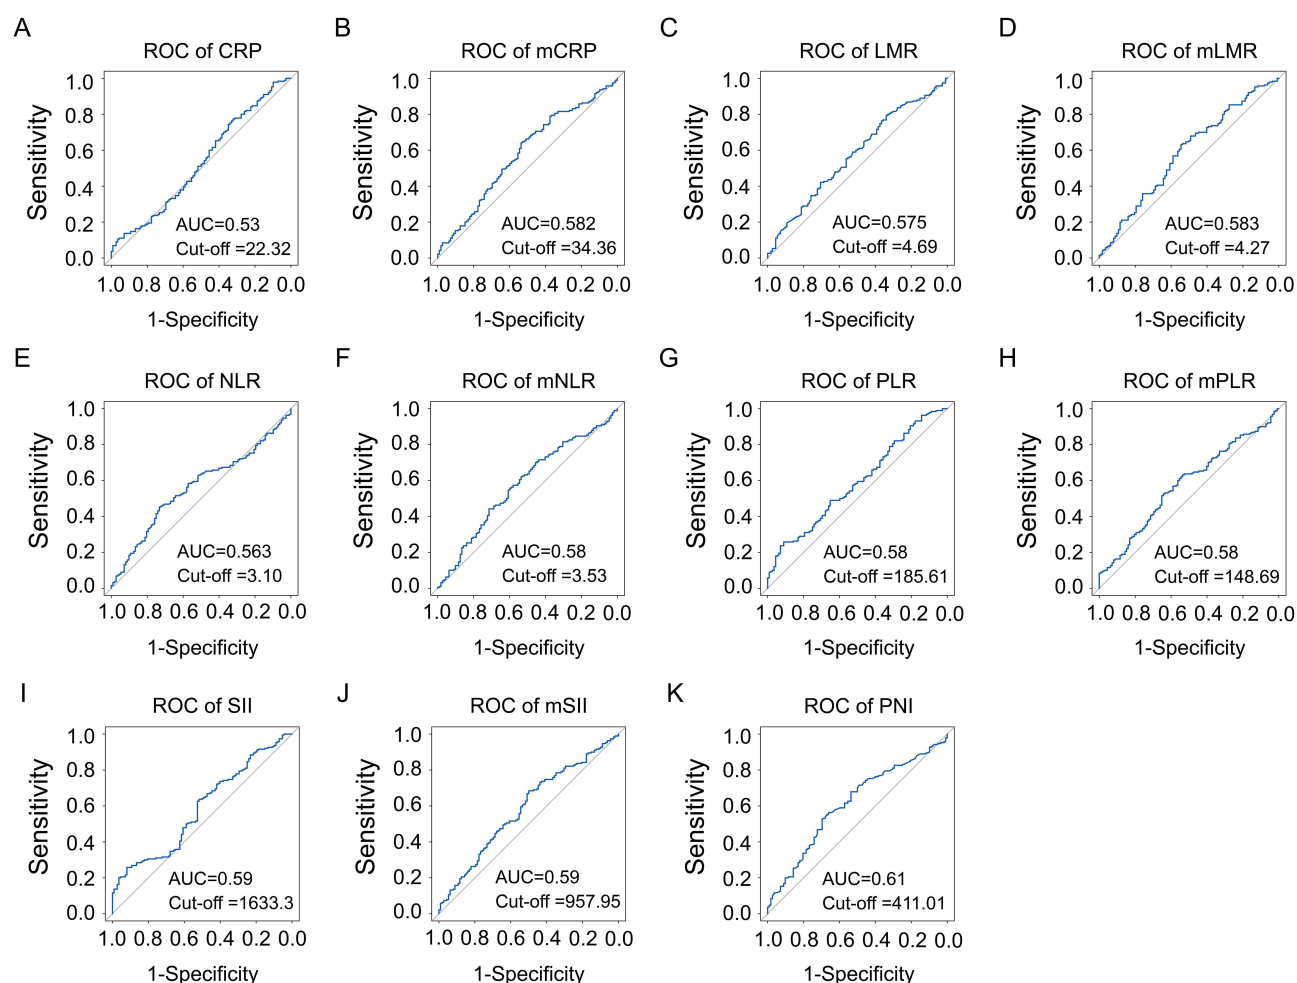 A
ROC of CRP
Sensitivity
1.0
0.8
0.6
0.4
0.2
0.0
AUC=0.53
Cut-off =22.32
1.0 0.8 0.6 0.4 0.2 0.0
1-Specificity
B
ROC of mCRP
Sensitivity
1.0
0.8
0.6
0.4
0.2
0.0
AUC=0.582
Cut-off =34.36
1.0 0.8 0.6 0.4 0.2 0.0
1-Specificity
C
ROC of LMR
Sensitivity
1.0
0.8
0.6
0.4
0.2
0.0
AUC=0.575
Cut-off =4.69
1.0 0.8 0.6 0.4 0.2 0.0
1-Specificity
D
ROC of mLMR
Sensitivity
1.0
0.8
0.6
0.4
0.2
0.0
AUC=0.583
Cut-off =4.27
1.0 0.8 0.6 0.4 0.2 0.0
1-Specificity
E
ROC of NLR
Sensitivity
1.0
0.8
0.6
0.4
0.2
0.0
AUC=0.563
Cut-off =3.10
1.0 0.8 0.6 0.4 0.2 0.0
1-Specificity
F
ROC of mNLR
Sensitivity
1.0
0.8
0.6
0.4
0.2
0.0
AUC=0.58
Cut-off =3.53
1.0 0.8 0.6 0.4 0.2 0.0
1-Specificity
G
ROC of PLR
Sensitivity
1.0
0.8
0.6
0.4
0.2
0.0
AUC=0.58
Cut-off =185.61
1.0 0.8 0.6 0.4 0.2 0.0
1-Specificity
H
ROC of mPLR
Sensitivity
1.0
0.8
0.6
0.4
0.2
0.0
AUC=0.58
Cut-off =148.69
1.0 0.8 0.6 0.4 0.2 0.0
1-Specificity
I
ROC of SII
Sensitivity
1.0
0.8
0.6
0.4
0.2
0.0
AUC=0.59
Cut-off =1633.3
1.0 0.8 0.6 0.4 0.2 0.0
1-Specificity
J
ROC of mSII
Sensitivity
1.0
0.8
0.6
0.4
0.2
0.0
AUC=0.59
Cut-off =957.95
1.0 0.8 0.6 0.4 0.2 0.0
1-Specificity
K
ROC of PNI
Sensitivity
1.0
0.8
0.6
0.4
0.2
0.0
AUC=0.61
Cut-off =411.01
1.0 0.8 0.6 0.4 0.2 0.0
1-Specificity